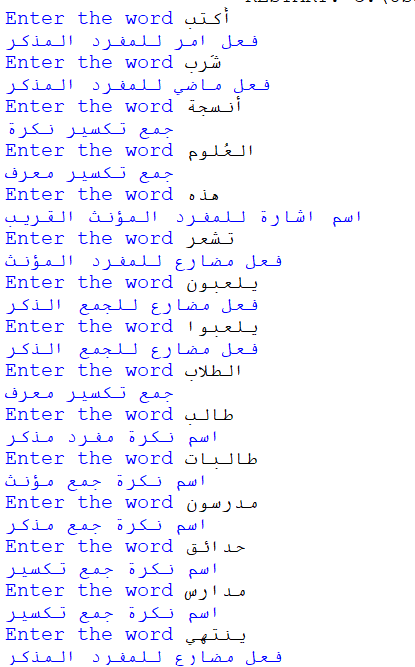 Enter the word أكتب
فعل امر للمفرد المذكر
Enter the word شَرب
فعل ماضي للمفرد المذكر
Enter the word أنسجة
جمع تكسير نكرة
Enter the word العُلوم
جمع تكسير معرف
Enter the word هذه
اسم اشارة للمفرد المؤنث القريب
Enter the word تشعر
فعل مضارع للمفرد المؤنث
Enter the word يلعبون
فعل مضارع للجمع الذكر
Enter the word يلعبوا
فعل مضارع للجمع الذكر
Enter the word الطلاب
جمع تكسير معرف
Enter the word طالب
اسم نكرة مفرد مذكر
Enter the word طالبات
اسم نكرة جمع مؤنث
Enter the word مدرسون
اسم نكرة جمع مذكر
Enter the word حدائق
اسم نكرة جمع تكسير
Enter the word مدارس
اسم نكرة جمع تكسير
Enter the word ينتهي
فعل مضارع للمفرد المذكر